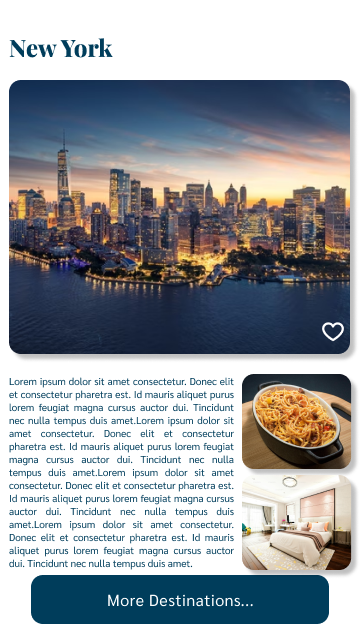 New York
Lorem ipsum dolor sit amet consectetur. Donec elit
et consectetur pharetra est. Id mauris aliquet purus
lorem feugiat magna cursus auctor dui. Tincidunt
nec nulla tempus duis amet.Lorem ipsum dolor sit
amet consectetur. Donec elit et consectetur
pharetra est. Id mauris aliquet purus lorem feugiat
magna cursus auctor dui. Tincidunt nec nulla
tempus duis amet.Lorem ipsum dolor sit amet
consectetur. Donec elit et consectetur pharetra est.
Id mauris aliquet purus lorem feugiat magna cursus
auctor dui. Tincidunt nec nulla tempus duis
amet.Lorem ipsum dolor sit amet consectetur.
Donec elit et consectetur pharetra est. Id mauris
aliquet purus lorem feugiat magna cursus auctor
dui. Tincidunt nec nulla tempus duis amet.
More Destinations...